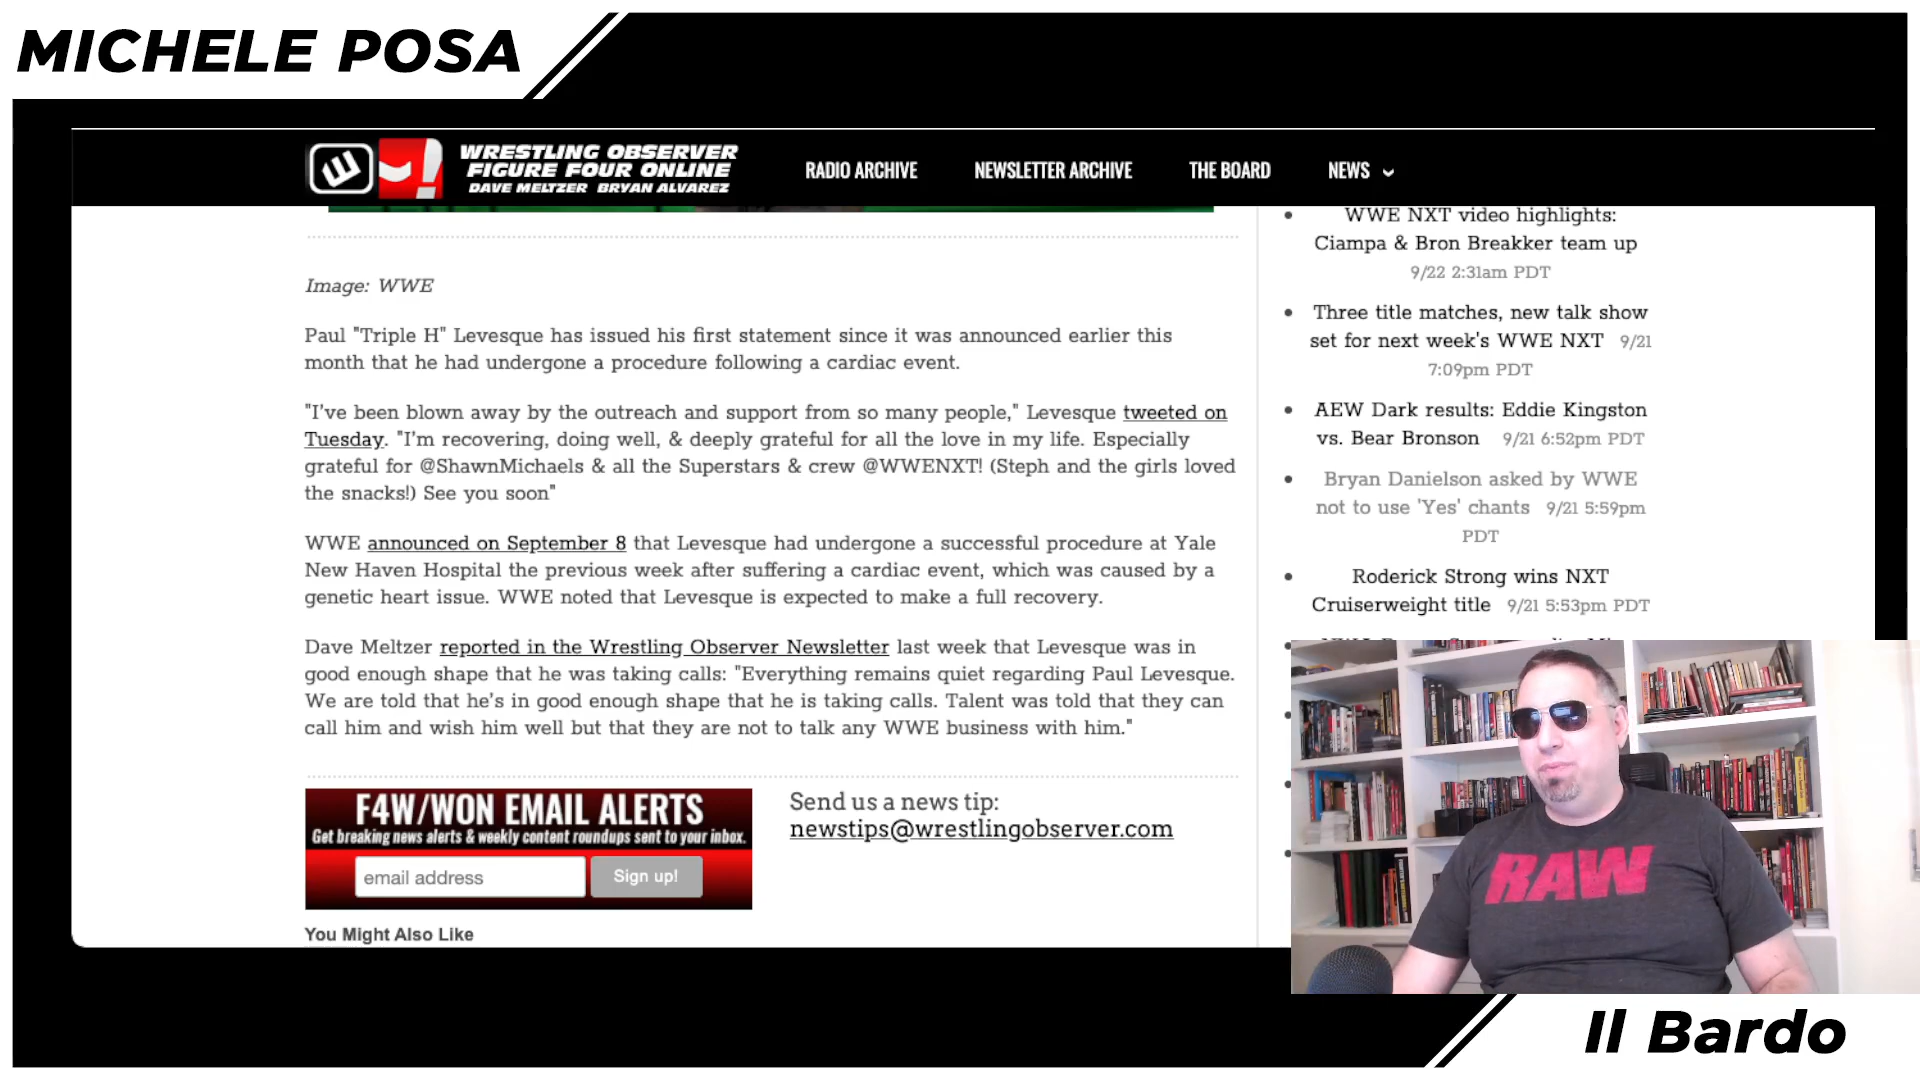 MICHELE POSA
WRESTLING OBSERVER
FIGURE FOUR ONLINE
DAVE MELTZER BRYAN ALVAREZ
RADIO ARCHIVE
NEWSLETTER ARCHIVE
THE BOARD
NEWS
Image: WWE
Paul "Triple H" Levesque has issued his first statement since it was announced earlier this
month that he had undergone a procedure following a cardiac event.
"I've been blown away by the outreach and support from so many people," Levesque tweeted on
Tuesday. "I'm recovering, doing well, & deeply grateful for all the love in my life. Especially
grateful for @ShawnMichaels & all the Superstars & crew @WWENXT! (Steph and the girls loved
the snacks!) See you soon"
WWE announced on September 8 that Levesque had undergone a successful procedure at Yale
New Haven Hospital the previous week after suffering a cardiac event, which was caused by a
genetic heart issue. WWE noted that Levesque is expected to make a full recovery.
Dave Meltzer reported in the Wrestling Observer Newsletter last week that Levesque was in
good enough shape that he was taking calls: "Everything remains quiet regarding Paul Levesque.
We are told that he's in good enough shape that he is taking calls. Talent was told that they can
call him and wish him well but that they are not to talk any WWE business with him."
F4W/WON EMAIL ALERTS
Get breaking news alerts & weekly content roundups sent to your inbox.
email address
Sign up!
Send us a news tip:
newstips@wrestlingobserver.com
You Might Also Like
WWE NXT video highlights:
Ciampa & Bron Breakker team up
9/22 2:31am PDT
Three title matches, new talk show
set for next week's WWE NXT 9/21
7:09pm PDT
AEW Dark results: Eddie Kingston
vs. Bear Bronson 9/21 6:52pm PDT
Bryan Danielson asked by WWE
not to use 'Yes' chants 9/21 5:59pm
PDT
Roderick Strong wins NXT
Cruiserweight title 9/21 5:53pm PDT
RAW
Il Bardo